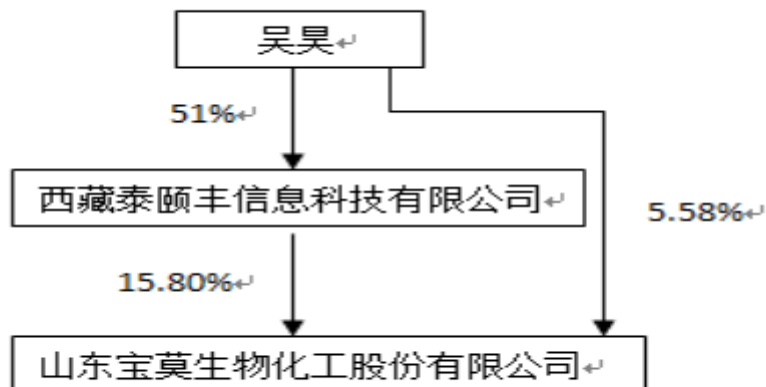 吴昊
51%
西藏泰颐丰信息科技有限公司
5.58%
15.80%
山东宝莫生物化工股份有限公司